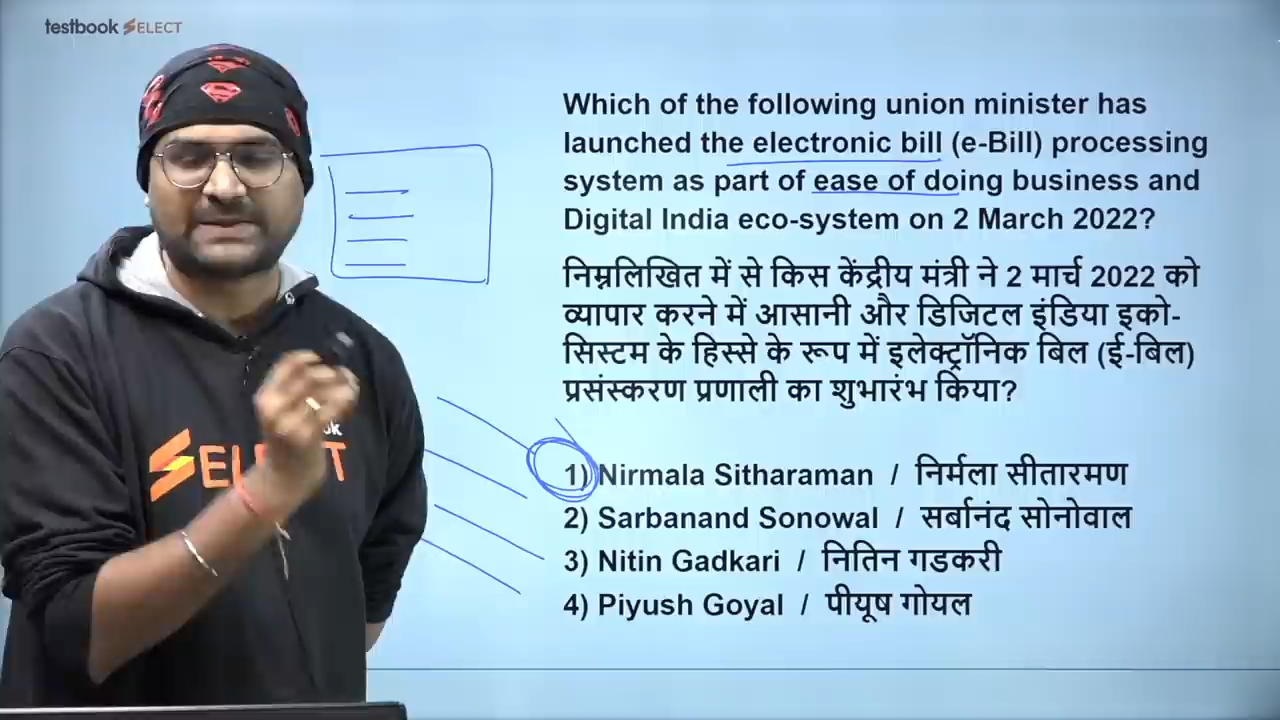 testbook SELECT
Which of the following union minister has
launched the electronic bill (e-Bill) processing
system as part of ease of doing business and
Digital India eco-system on 2 March 2022?
निम्नलिखित में से किस केंद्रीय मंत्री ने 2 मार्च 2022 को
व्यापार करने में आसानी और डिजिटल इंडिया इको-
सिस्टम के हिस्से के रूप में इलेक्ट्रॉनिक बिल (ई-बिल)
प्रसंस्करण प्रणाली का शुभारंभ किया?
1) Nirmala Sitharaman / निर्मला सीतारमण
2) Sarbanand Sonowal / सर्बानंद सोनोवाल
3) Nitin Gadkari / नितिन गडकरी
4) Piyush Goyal / पीयूष गोयल